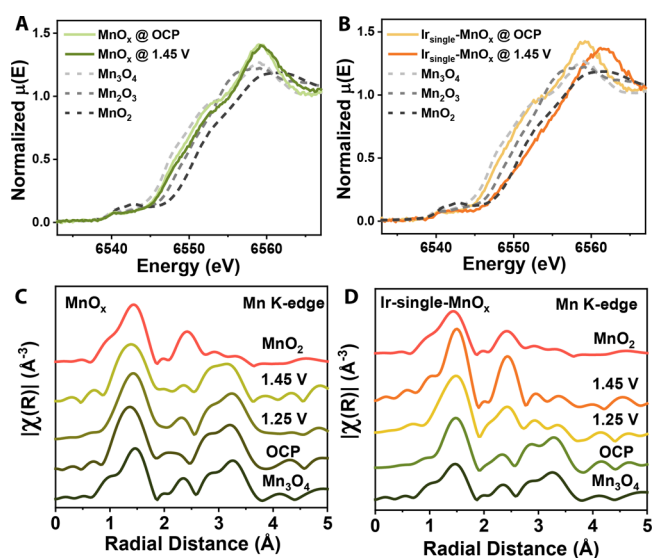 A
MnOₓ @ OCP
MnOₓ @ 1.45 V
Mn₃O₄
Mn₂O₃
MnO₂
Normalized μ(E)
1.5
1.0
0.5
0.0
6540 6550 6560
Energy (eV)
B
Irsingle-MnOₓ @ OCP
Irsingle-MnOₓ @ 1.45 V
Mn₃O₄
Mn₂O₃
MnO₂
Normalized μ(E)
1.5
1.0
0.5
0.0
6540 6550 6560
Energy (eV)
C
MnOₓ Mn K-edge
MnO₂
1.45 V
1.25 V
OCP
Mn₃O₄
|χ(R)| (Å⁻³)
0 1 2 3 4 5
Radial Distance (Å)
D
Ir-single-MnOₓ Mn K-edge
MnO₂
1.45 V
1.25 V
OCP
Mn₃O₄
|χ(R)| (Å⁻³)
0 1 2 3 4 5
Radial Distance (Å)